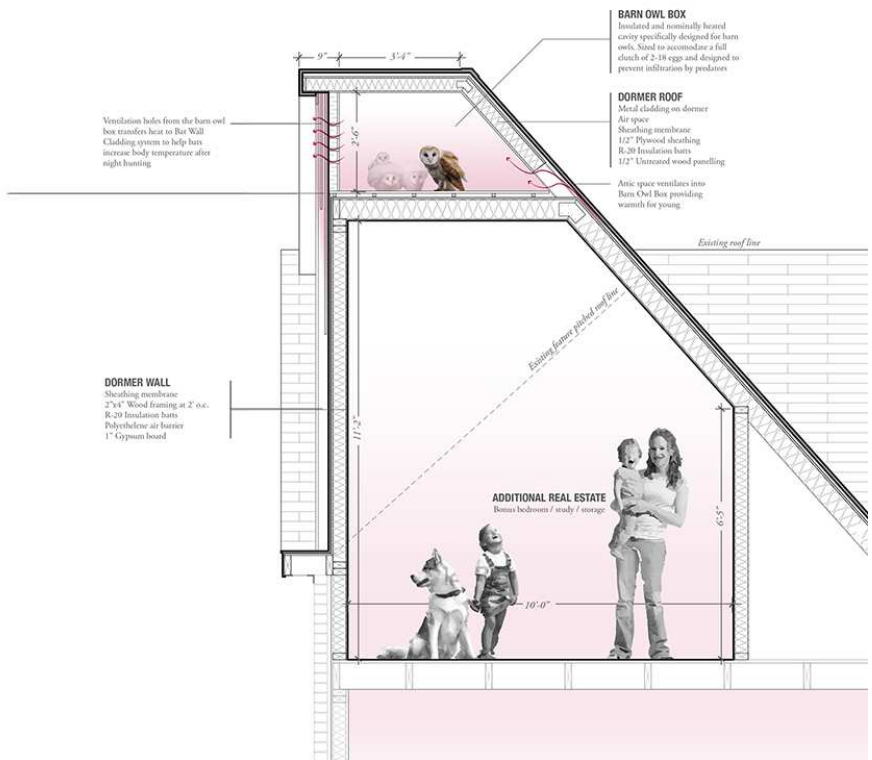 BARN OWL BOX
Insulated and nominally heated
cavity specifically designed for barn
owls. Sized to accomodate a full
clutch of 2-18 eggs and designed to
prevent infiltration by predators
9"
3'-4"
DORMER ROOF
Metal cladding on dormer
Air space
Sheathing membrane
1/2" Plywood sheathing
R-20 Insulation batts
1/2" Untreated wood panelling
Ventilation holes from the barn owl
box transfers heat to Bat Wall
Cladding system to help bats
increase body temperature after
night hunting
2'-6"
Attic space ventilates into
Barn Owl Box providing
warmth for young
Existing roof line
Existing feature pitched roof line
DORMER WALL
Sheathing membrane
2"x4" Wood framing at 2' o.c.
R-20 Insulation batts
Polyethelene air barrier
1" Gypsum board
11'-2"
ADDITIONAL REAL ESTATE
Bonus bedroom / study / storage
6'-5"
10'-0"